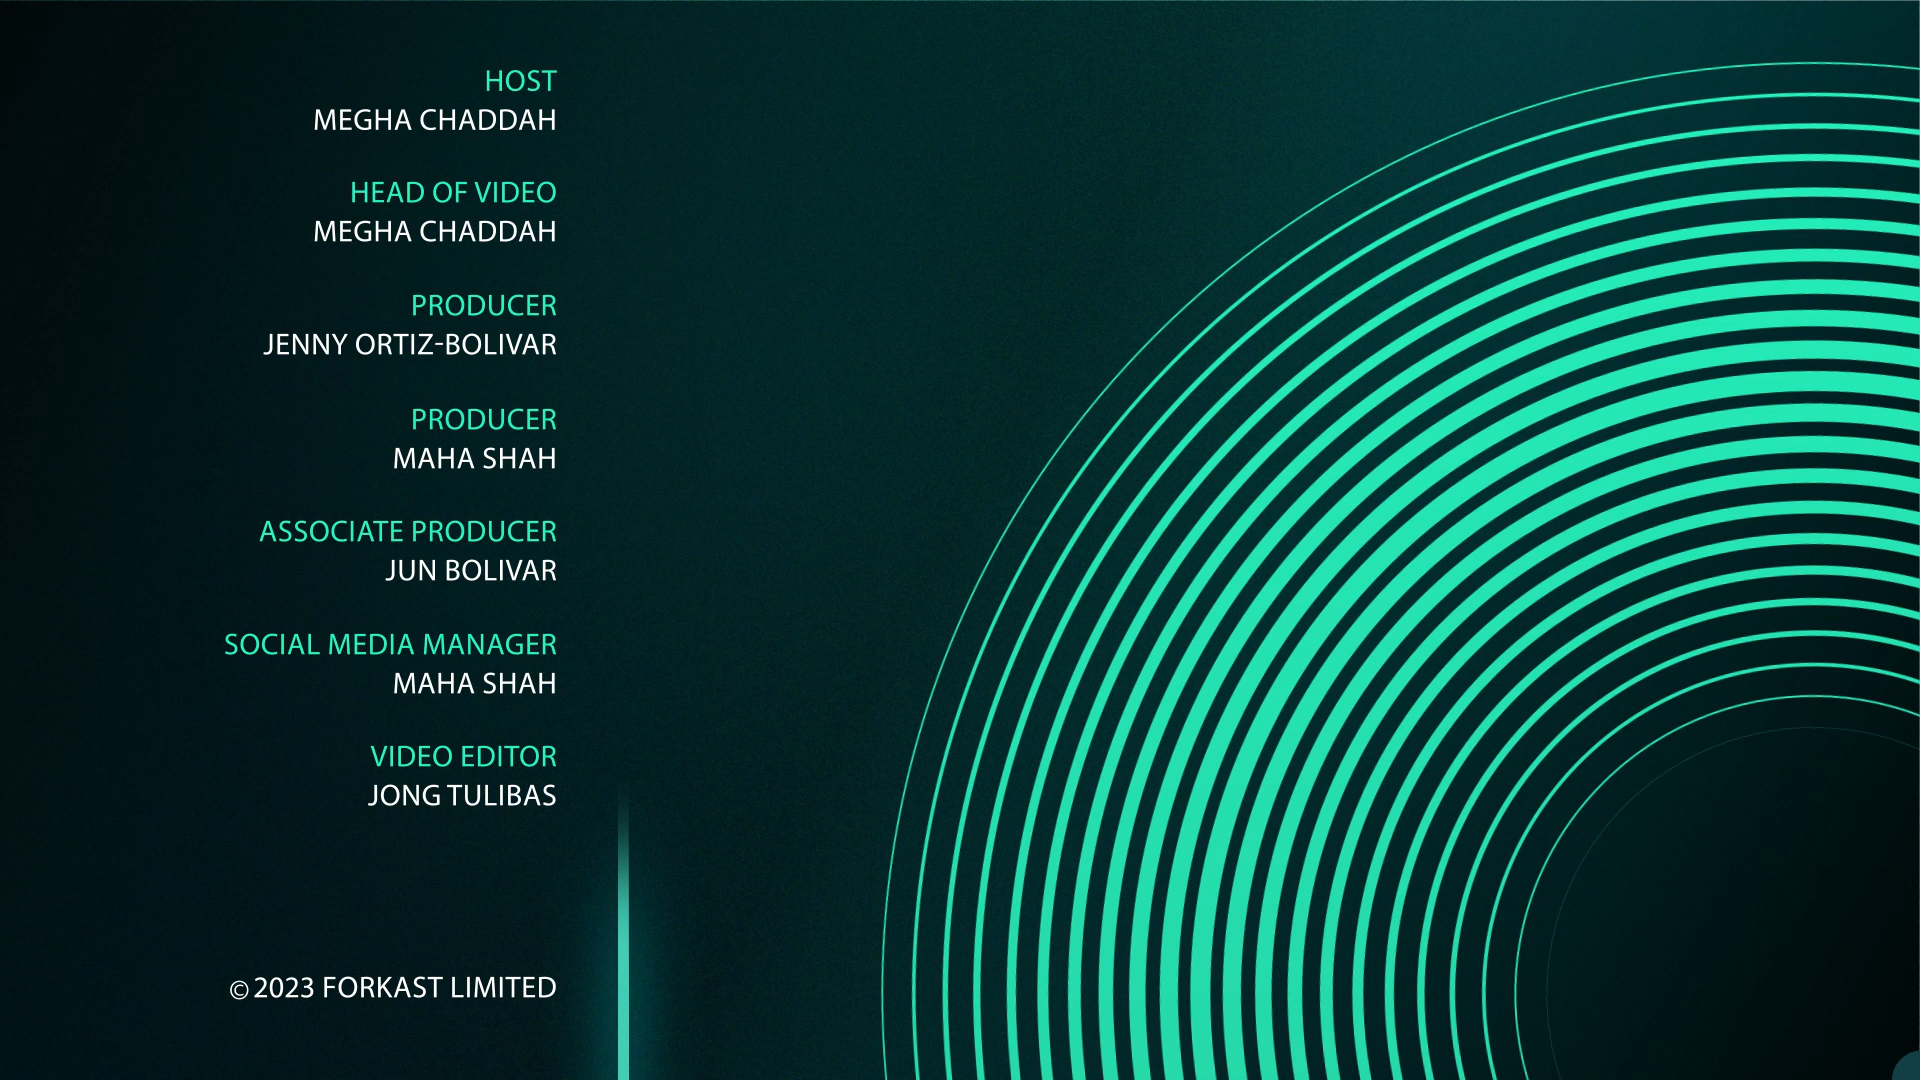 HOST
MEGHA CHADDAH
HEAD OF VIDEO
MEGHA CHADDAH
PRODUCER
JENNY ORTIZ-BOLIVAR
PRODUCER
MAHA SHAH
ASSOCIATE PRODUCER
JUN BOLIVAR
SOCIAL MEDIA MANAGER
MAHA SHAH
VIDEO EDITOR
JONG TULIBAS
© 2023 FORKAST LIMITED